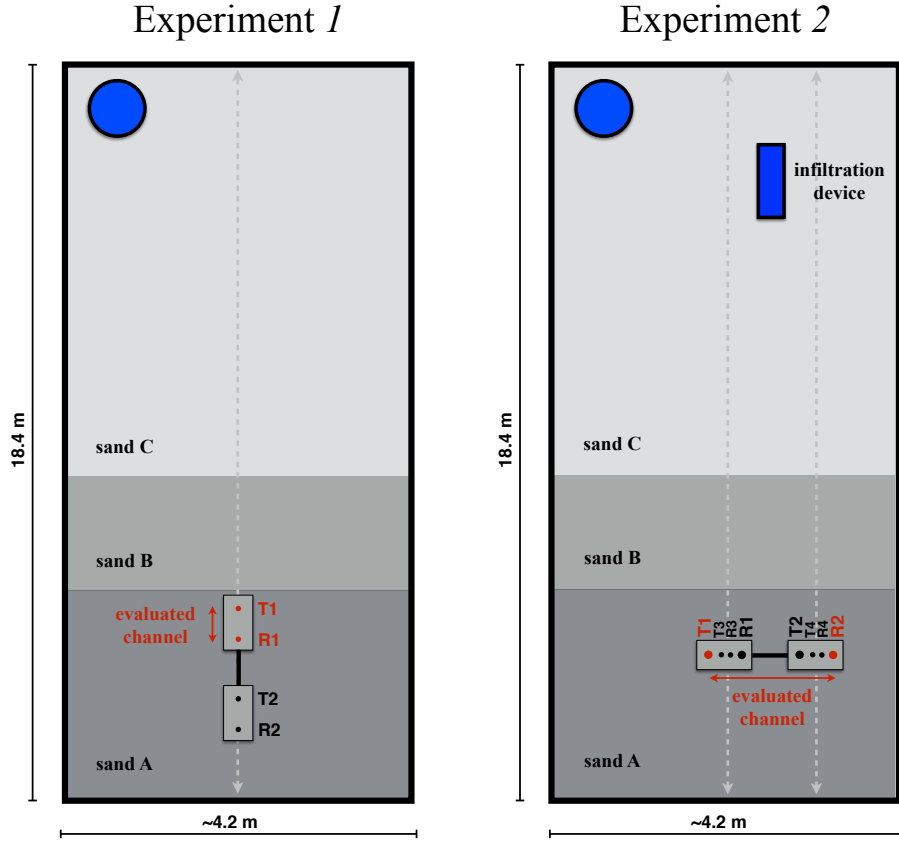 Experiment 1
18.4 m
sand C
sand B
evaluated
channel
T1
R1
T2
R2
sand A
~4.2 m
Experiment 2
18.4 m
infiltration
device
sand C
sand B
T1
T3
R3
R1
T2
T4
R4
R2
evaluated
channel
sand A
~4.2 m